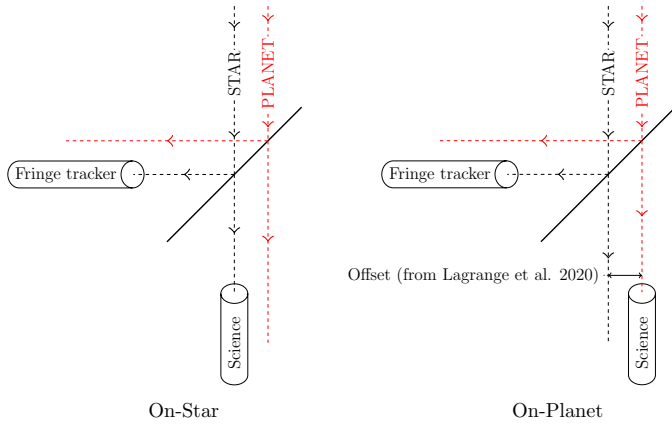 STAR
PLANET
Fringe tracker
Science
On-Star
STAR
PLANET
Fringe tracker
Offset (from Lagrange et al. 2020)
Science
On-Planet